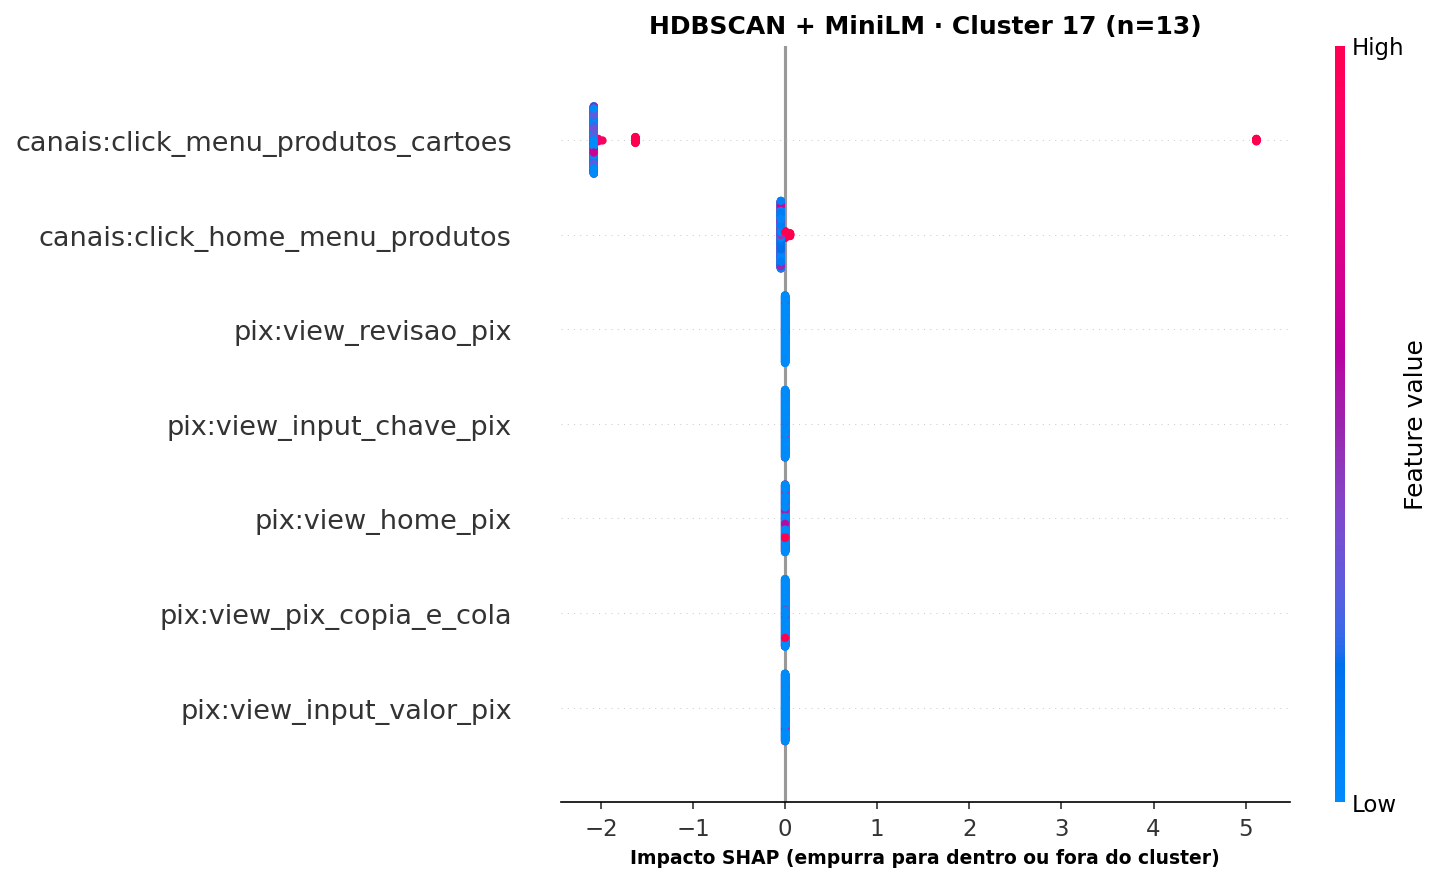 HDBSCAN + MiniLM · Cluster 17 (n=13)
High
canais:click_menu_produtos_cartoes
canais:click_home_menu_produtos
pix:view_revisao_pix
pix:view_input_chave_pix
pix:view_home_pix
pix:view_pix_copia_e_cola
pix:view_input_valor_pix
Feature value
Low
−2 −1 0 1 2 3 4 5
Impacto SHAP (empurra para dentro ou fora do cluster)